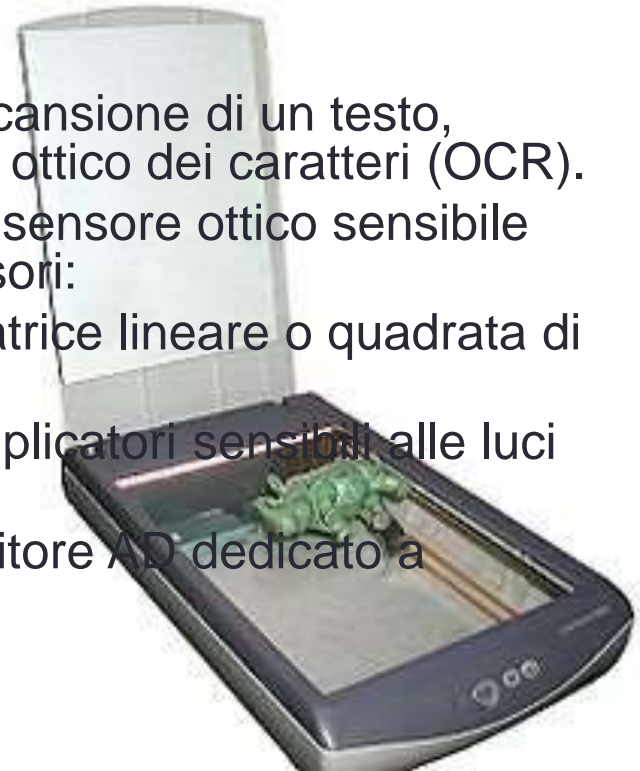 cansione di un testo,
ottico dei caratteri (OCR).
sensore ottico sensibile
sori:
atrice lineare o quadrata di
plicatori sensibili alle luci
itore AD dedicato a